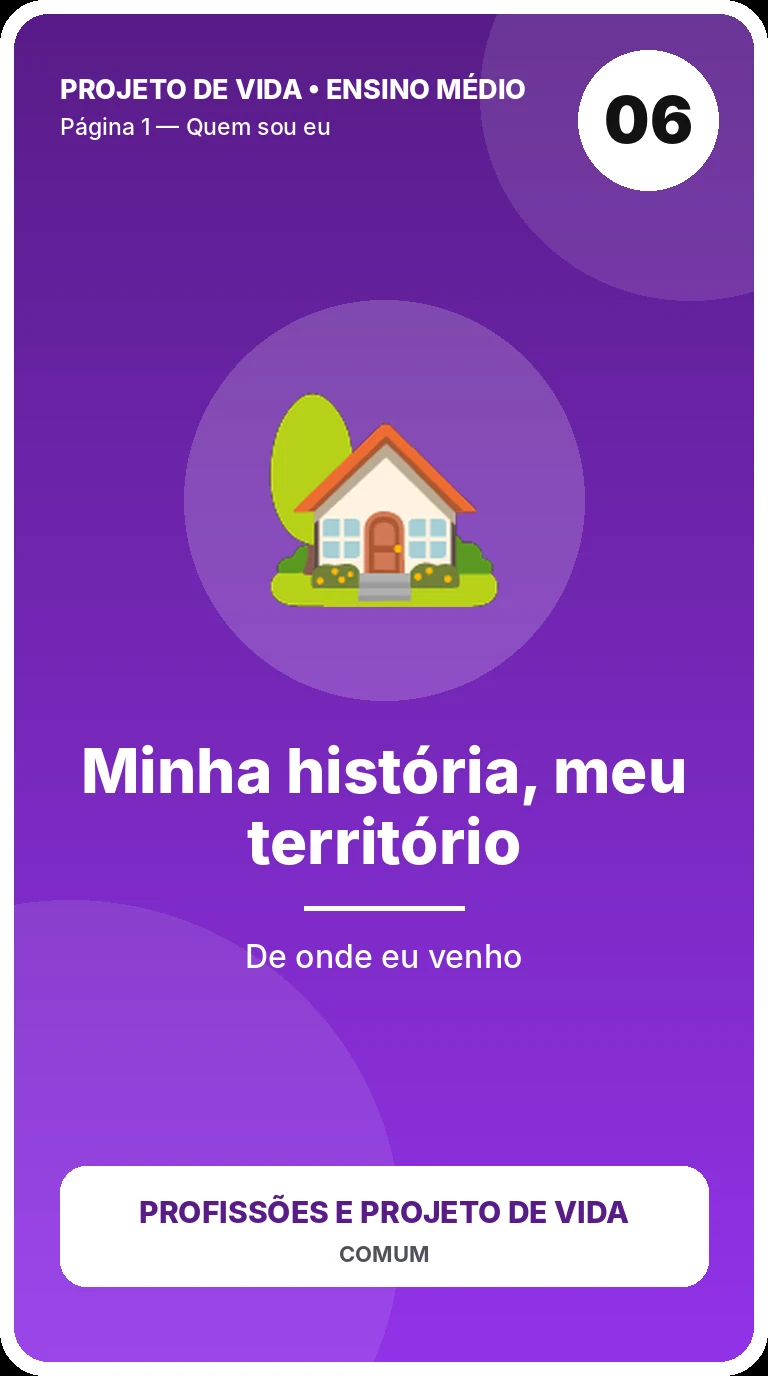 PROJETO DE VIDA • ENSINO MÉDIO
Página 1 — Quem sou eu
06
Minha história, meu
território
De onde eu venho
PROFISSÕES E PROJETO DE VIDA
COMUM